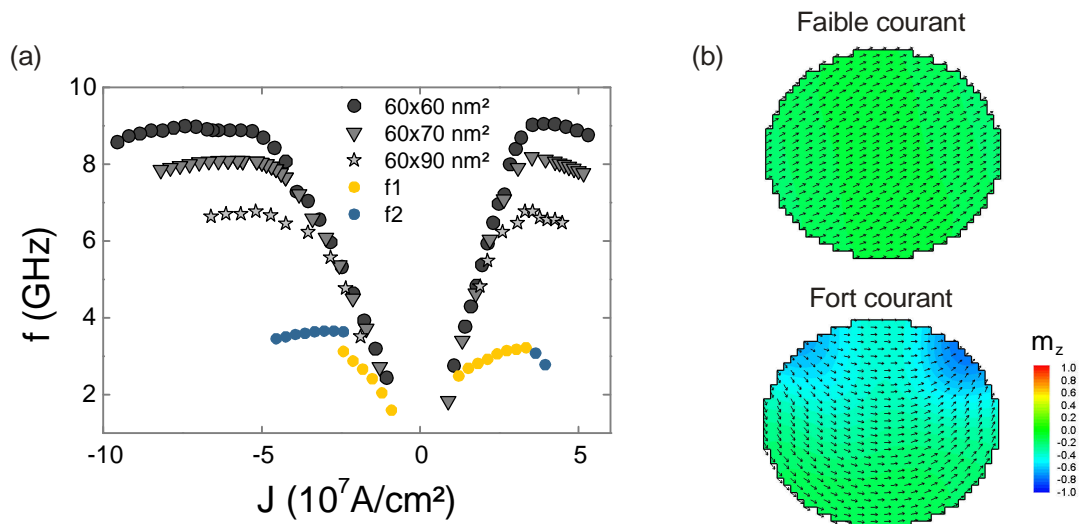 (a)
10
8
6
4
2
f (GHz)
-10
-5
0
5
J (10⁷A/cm²)
60x60 nm²
60x70 nm²
60x90 nm²
f1
f2
(b)
Faible courant
Fort courant
m_z
1.0
0.8
0.6
0.4
0.2
0.0
-0.2
-0.4
-0.6
-0.8
-1.0